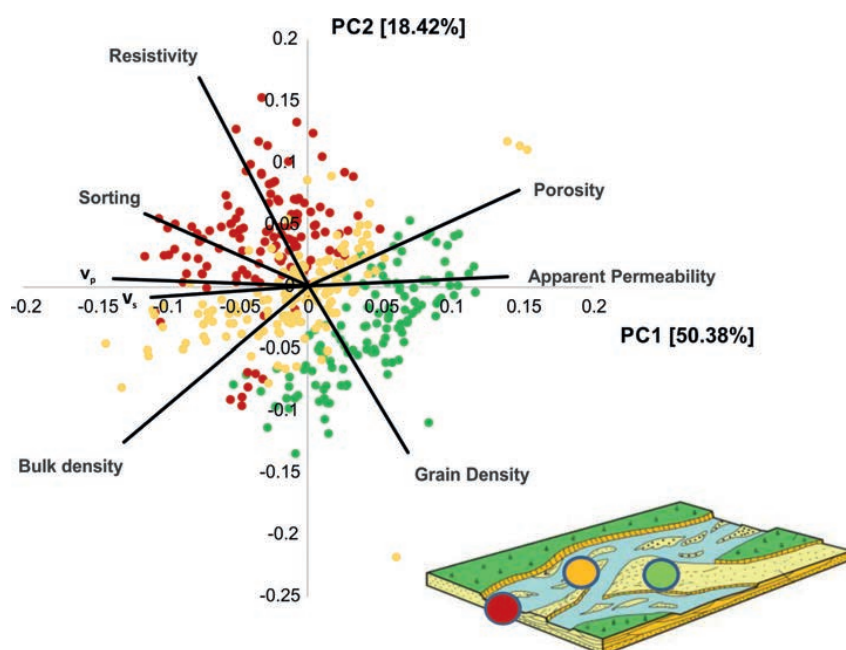 PC2 [18.42%]
0.2
Resistivity
0.15
0.1
Porosity
Sorting
0.05
vp
Apparent Permeability
0
-0.2
-0.15
vs
-0.1
-0.05
0
0.05
0.1
0.15
0.2
PC1 [50.38%]
-0.05
-0.1
Bulk density
Grain Density
-0.15
-0.2
-0.25